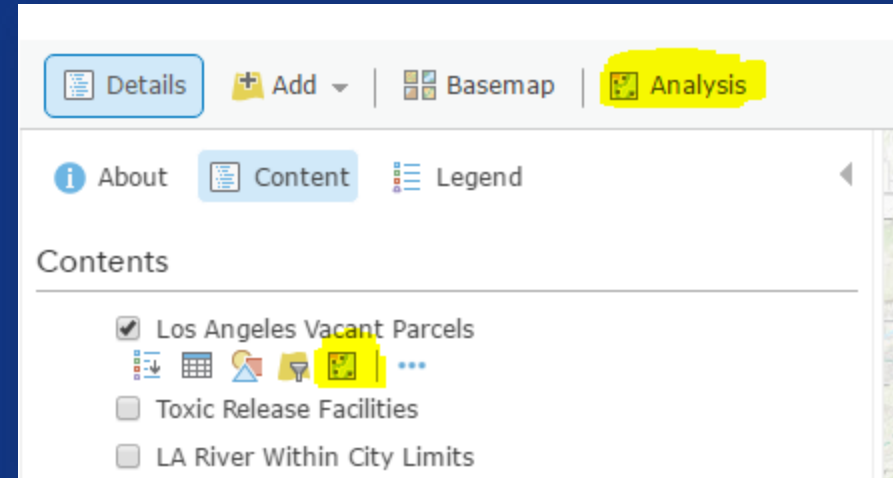 Details Add Basemap Analysis
About Content Legend
Contents
Los Angeles Vacant Parcels
Toxic Release Facilities
LA River Within City Limits